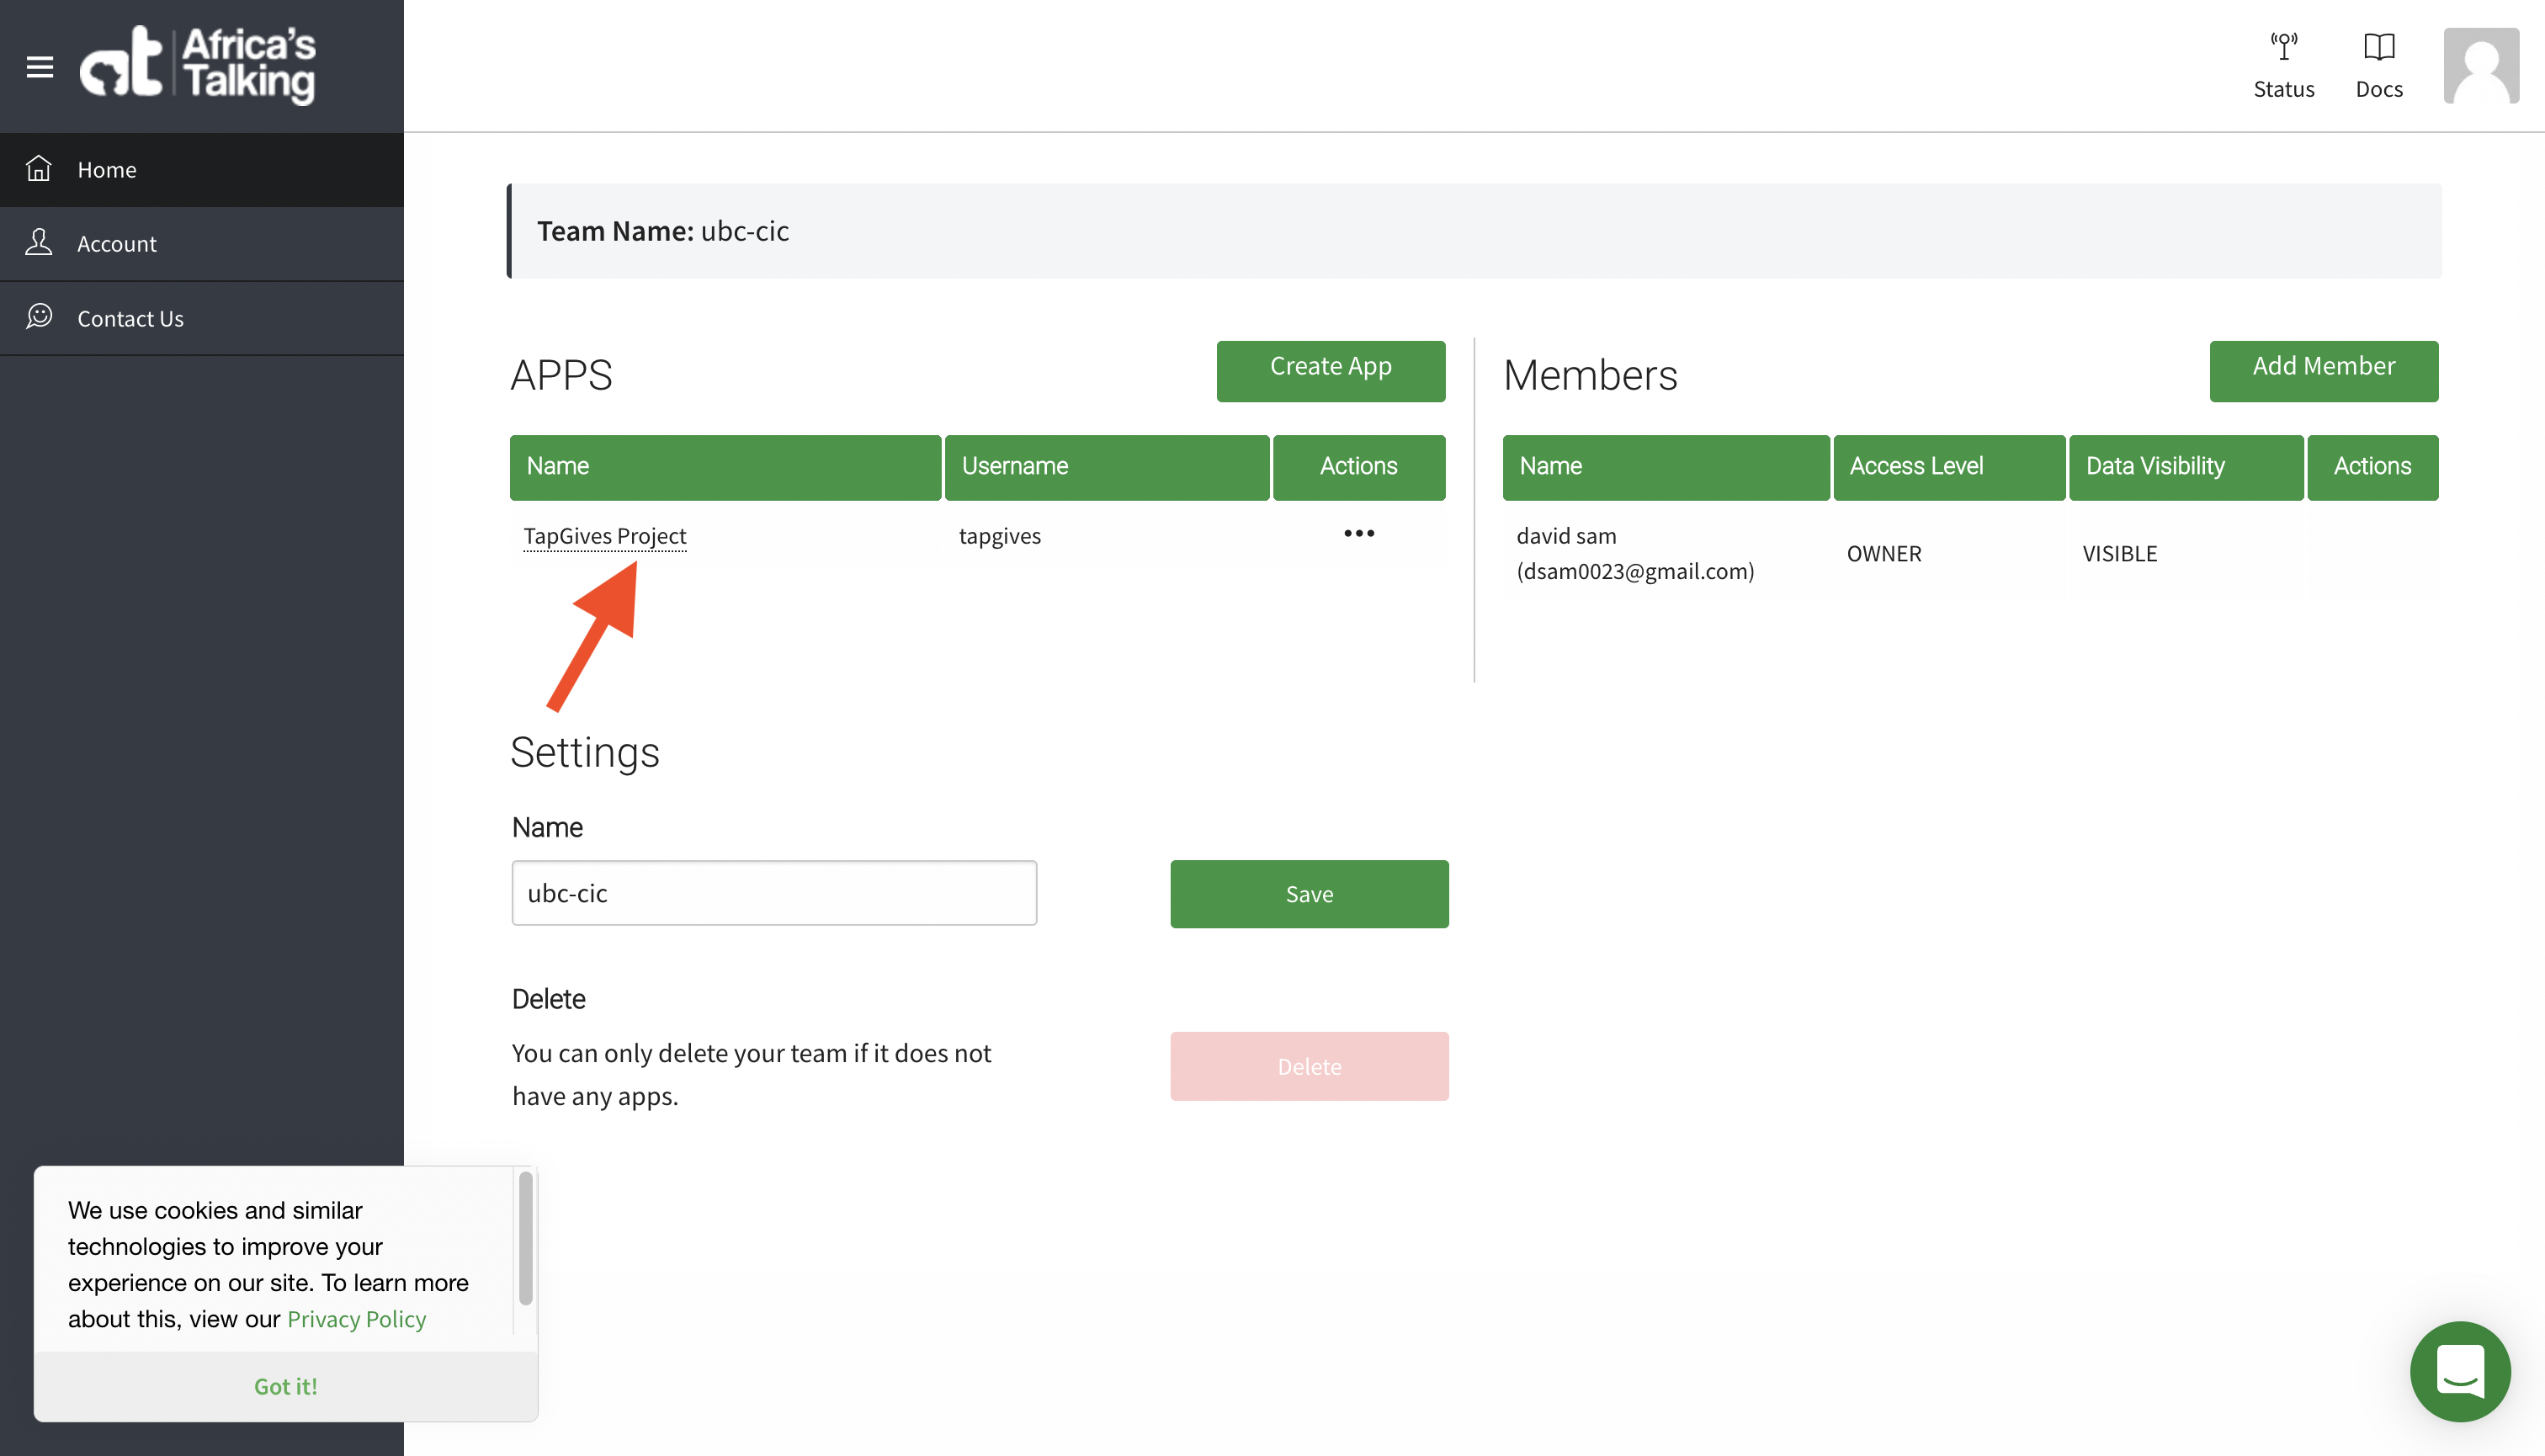 at Africa's
Talking
Status
Docs
Home
Account
Contact Us
Team Name: ubc-cic
APPS
Create App
Name Username Actions
TapGives Project tapgives
Members
Add Member
Name Access Level Data Visibility Actions
david sam
(dsam0023@gmail.com)
OWNER VISIBLE
Settings
Name
ubc-cic
Save
Delete
You can only delete your team if it does not
have any apps.
Delete
We use cookies and similar
technologies to improve your
experience on our site. To learn more
about this, view our Privacy Policy
Got it!